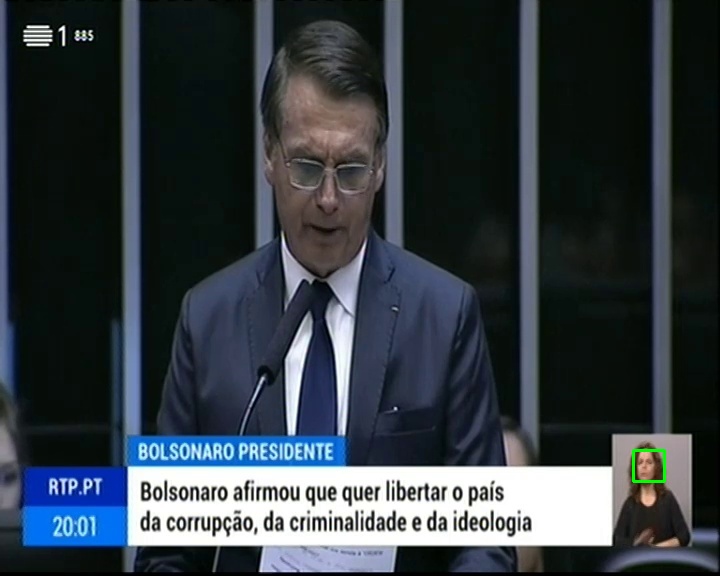 1 885
BOLSONARO PRESIDENTE
RTP.PT
Bolsonaro afirmou que quer libertar o país
da corrupção, da criminalidade e da ideologia
20:01